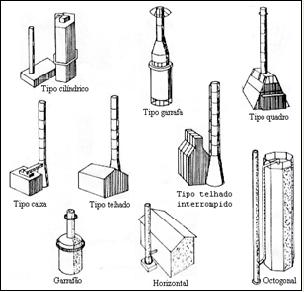 Tipo cilíndrico
Tipo garrafa
Tipo quadro
Tipo caxa
Tipo telhado
Tipo telhado
interrompido
Garrafão
Horizontal
Octogonal